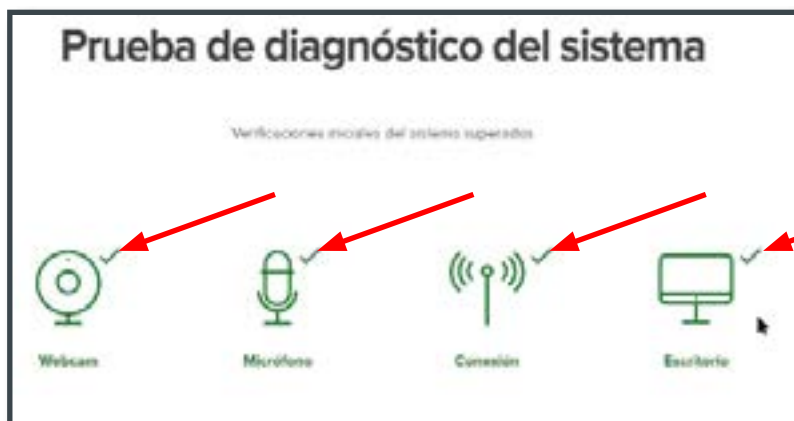 Prueba de diagnóstico del sistema
Verificaciones iniciales del sistema superadas
Webcam
Micrófono
Conexión
Escritorio